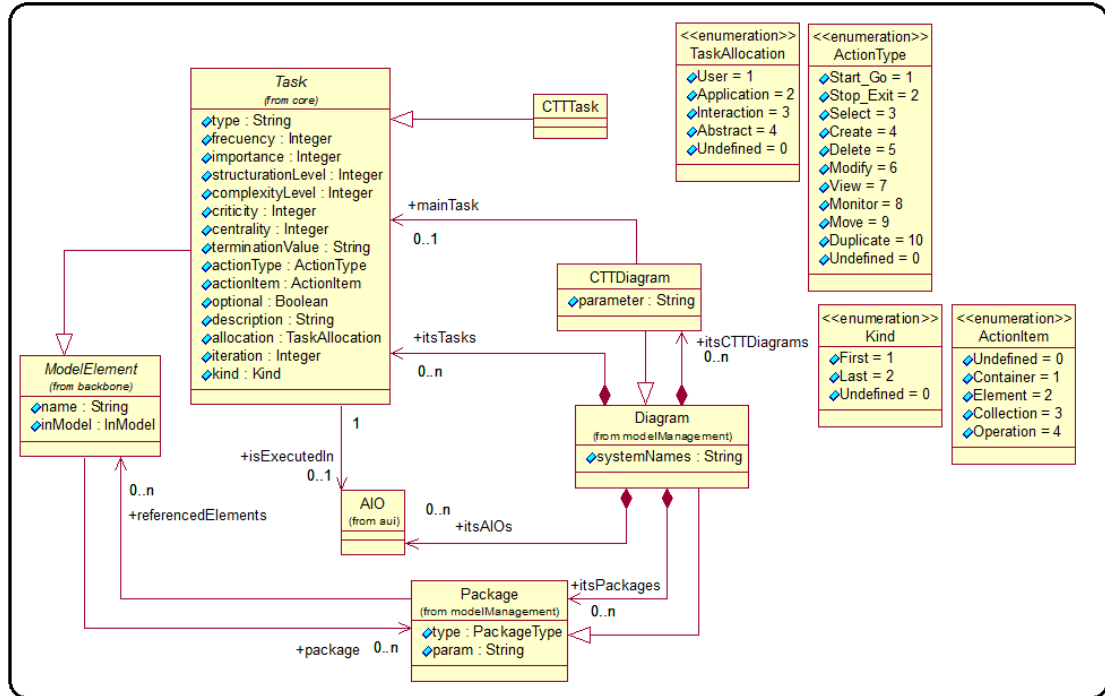 Task
(from core)
type : String
frecuency : Integer
importance : Integer
structurationLevel : Integer
complexityLevel : Integer
criticity : Integer
centrality : Integer
terminationValue : String
actionType : ActionType
actionItem : ActionItem
optional : Boolean
description : String
allocation : TaskAllocation
iteration : Integer
kind : Kind
CTTTask
<<enumeration>>
TaskAllocation
User = 1
Application = 2
Interaction = 3
Abstract = 4
Undefined = 0
<<enumeration>>
ActionType
Start_Go = 1
Stop_Exit = 2
Select = 3
Create = 4
Delete = 5
Modify = 6
View = 7
Monitor = 8
Move = 9
Duplicate = 10
Undefined = 0
+mainTask
0..1
CTTDiagram
parameter : String
+itsTasks
0..n
+itsCTTDiagrams
0..n
<<enumeration>>
Kind
First = 1
Last = 2
Undefined = 0
<<enumeration>>
ActionItem
Undefined = 0
Container = 1
Element = 2
Collection = 3
Operation = 4
ModelElement
(from backbone)
name : String
inModel : InModel
Diagram
(from modelManagement)
systemNames : String
1
+isExecutedIn
0..1
0..n
+referencedElements
AIO
(from aui)
0..n
+itsAIOs
+itsPackages
0..n
Package
(from modelManagement)
type : PackageType
param : String
+package
0..n